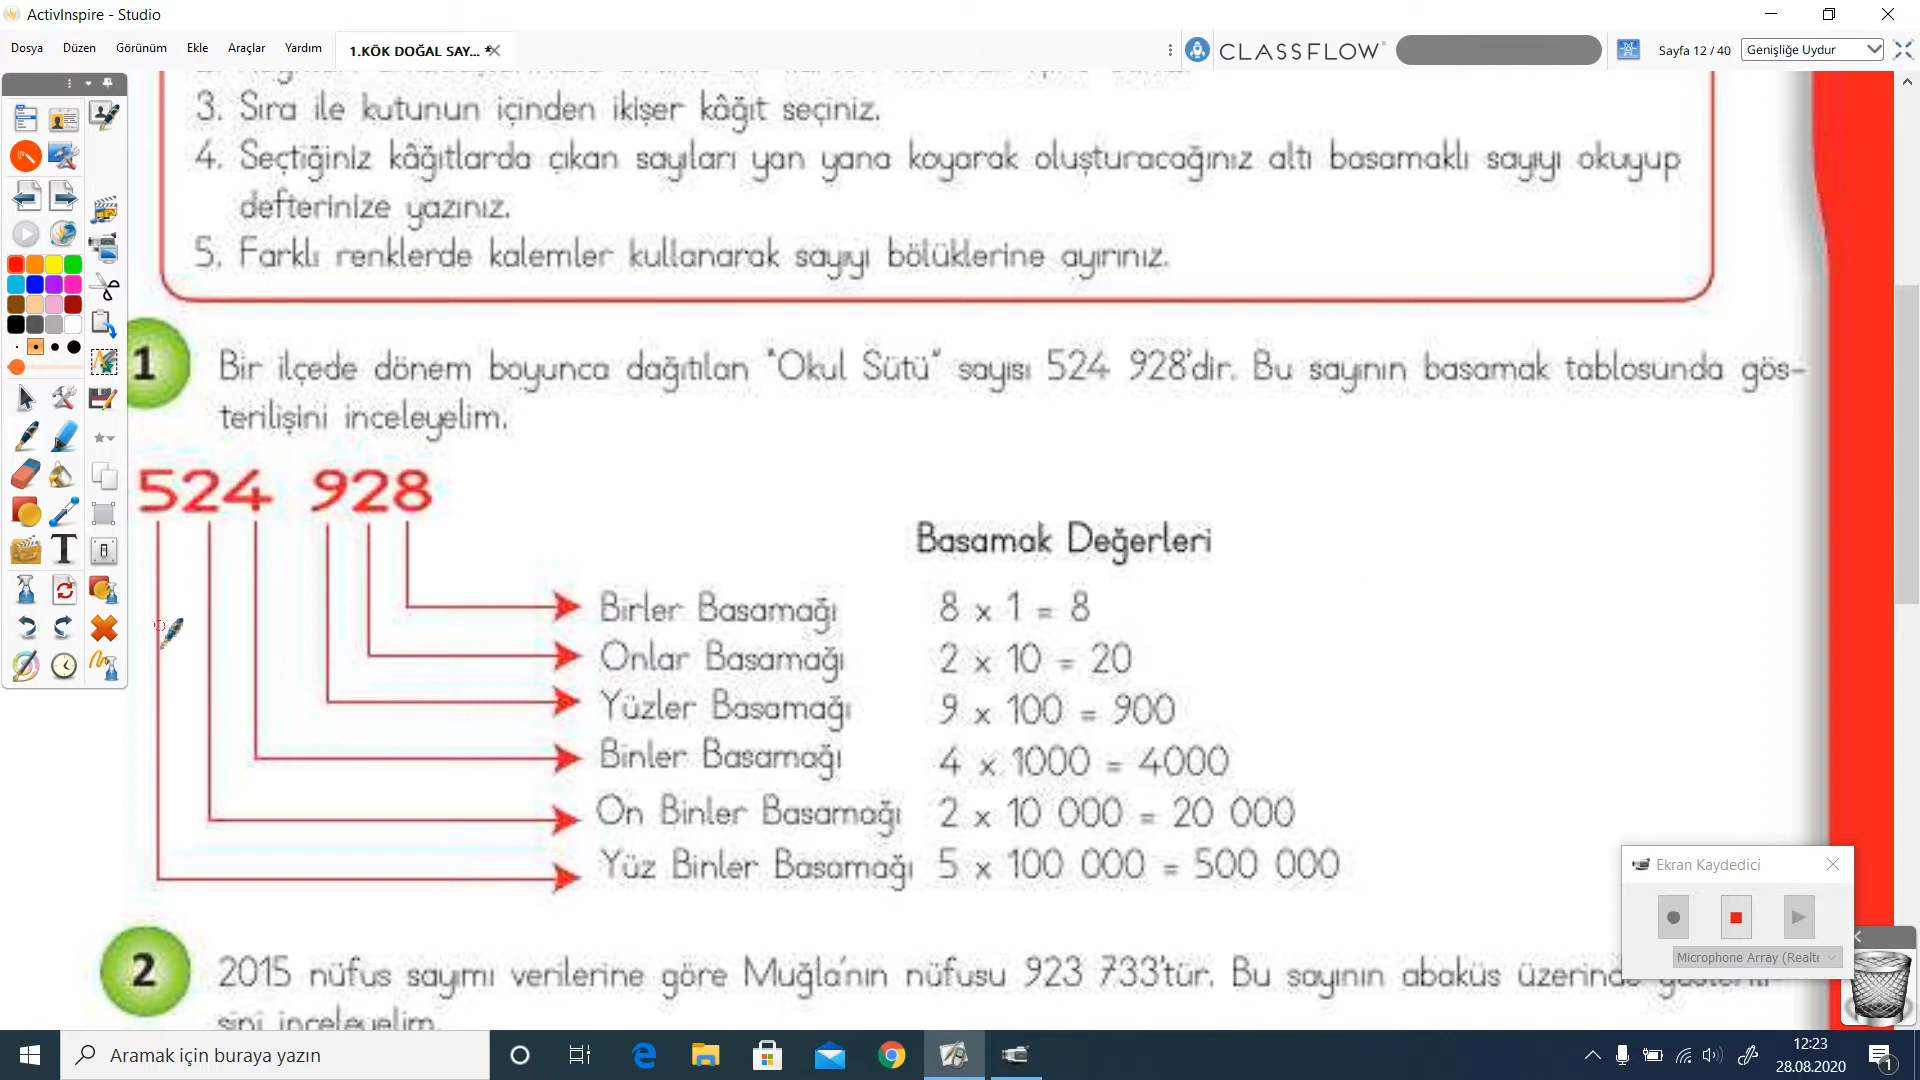 ActivInspire - Studio
Dosya Düzen Görünüm Ekle Araçlar Yardım 1.KÖK DOĞAL SAY... * CLASSFLOW Sayfa 12 / 40 Genişliğe Uydur
3. Sıra ile kutunun içinden ikişer kâğıt seçiniz.
4. Seçtiğiniz kâğıtlarda çıkan sayıları yan yana koyarak oluşturacağınız altı basamaklı sayıyı okuyup
defterinize yazınız.
5. Farklı renklerde kalemler kullanarak sayıyı bölüklerine ayırınız.
1 Bir ilçede dönem boyunca dağıtılan "Okul Sütü" sayısı 524 928'dir. Bu sayının basamak tablosunda gös-
terilişini inceleyelim.
524 928
Basamak Değerleri
Birler Basamağı 8 x 1 = 8
Onlar Basamağı 2 x 10 = 20
Yüzler Basamağı 9 x 100 = 900
Binler Basamağı 4 x 1000 = 4000
On Binler Basamağı 2 x 10 000 = 20 000
Yüz Binler Basamağı 5 x 100 000 = 500 000
Ekran Kaydedici
Microphone Array (Realte
2 2015 nüfus sayımı verilerine göre Muğla'nın nüfusu 923 733'tür. Bu sayının abaküs üzerinde
şini inceleyelim.
Aramak için buraya yazın
12:23
28.08.2020
1